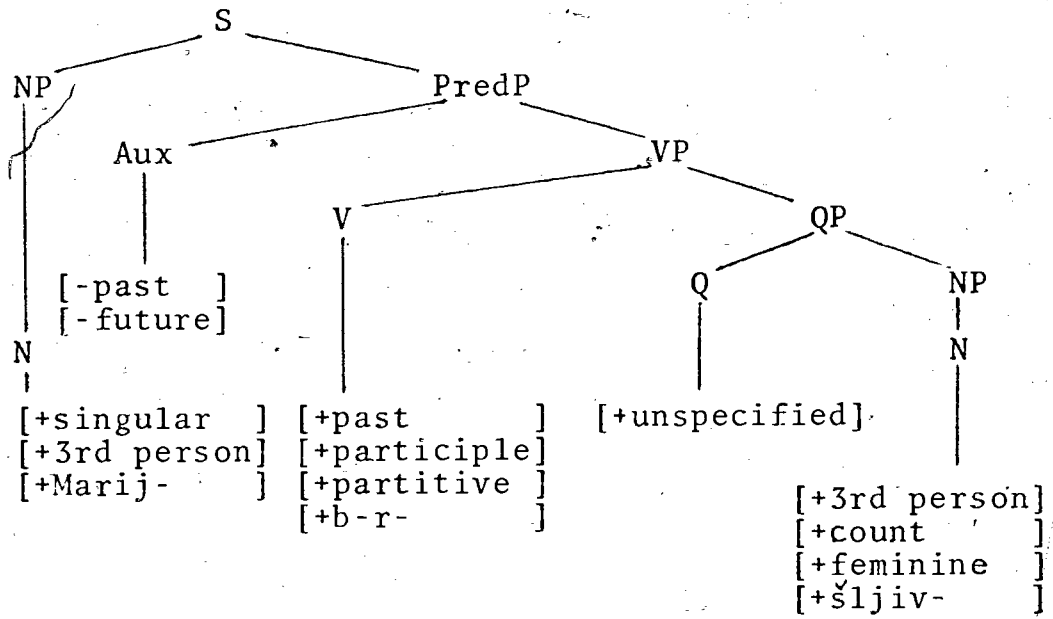 S
NP PredP
Aux VP
V QP
[-past ] Q NP
[-future]
N N
[+singular ] [+past ] [+unspecified]
[+3rd person] [+participle]
[+Marij- ] [+partitive ]
[+b-r- ] [+3rd person]
[+count ]
[+feminine ]
[+šljiv- ]